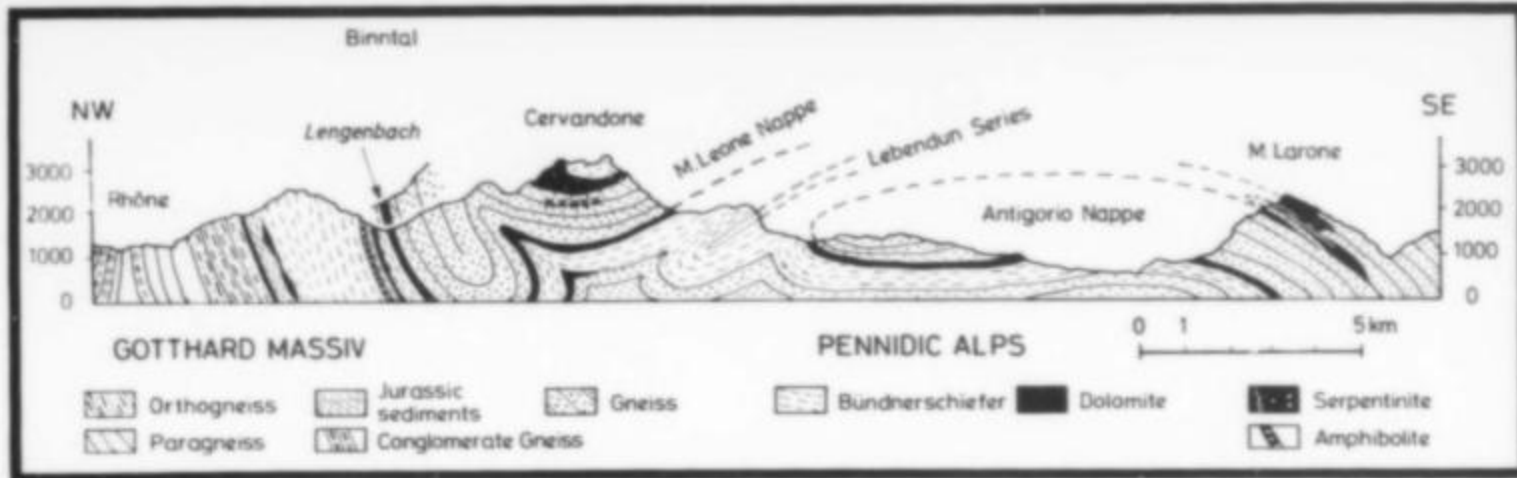 Binntal
NW
SE
Lengenbach
Cervandone
M. Leone Nappe
Lebendun Series
M. Larone
3000
3000
Rhône
2000
Antigorio Nappe
2000
1000
1000
0
0
0 1 5 km
GOTTHARD MASSIV
PENNIDIC ALPS
Orthogneiss
Jurassic
sediments
Gneiss
Bündnerschiefer
Dolomite
Serpentinite
Paragneiss
Conglomerate Gneiss
Amphibolite